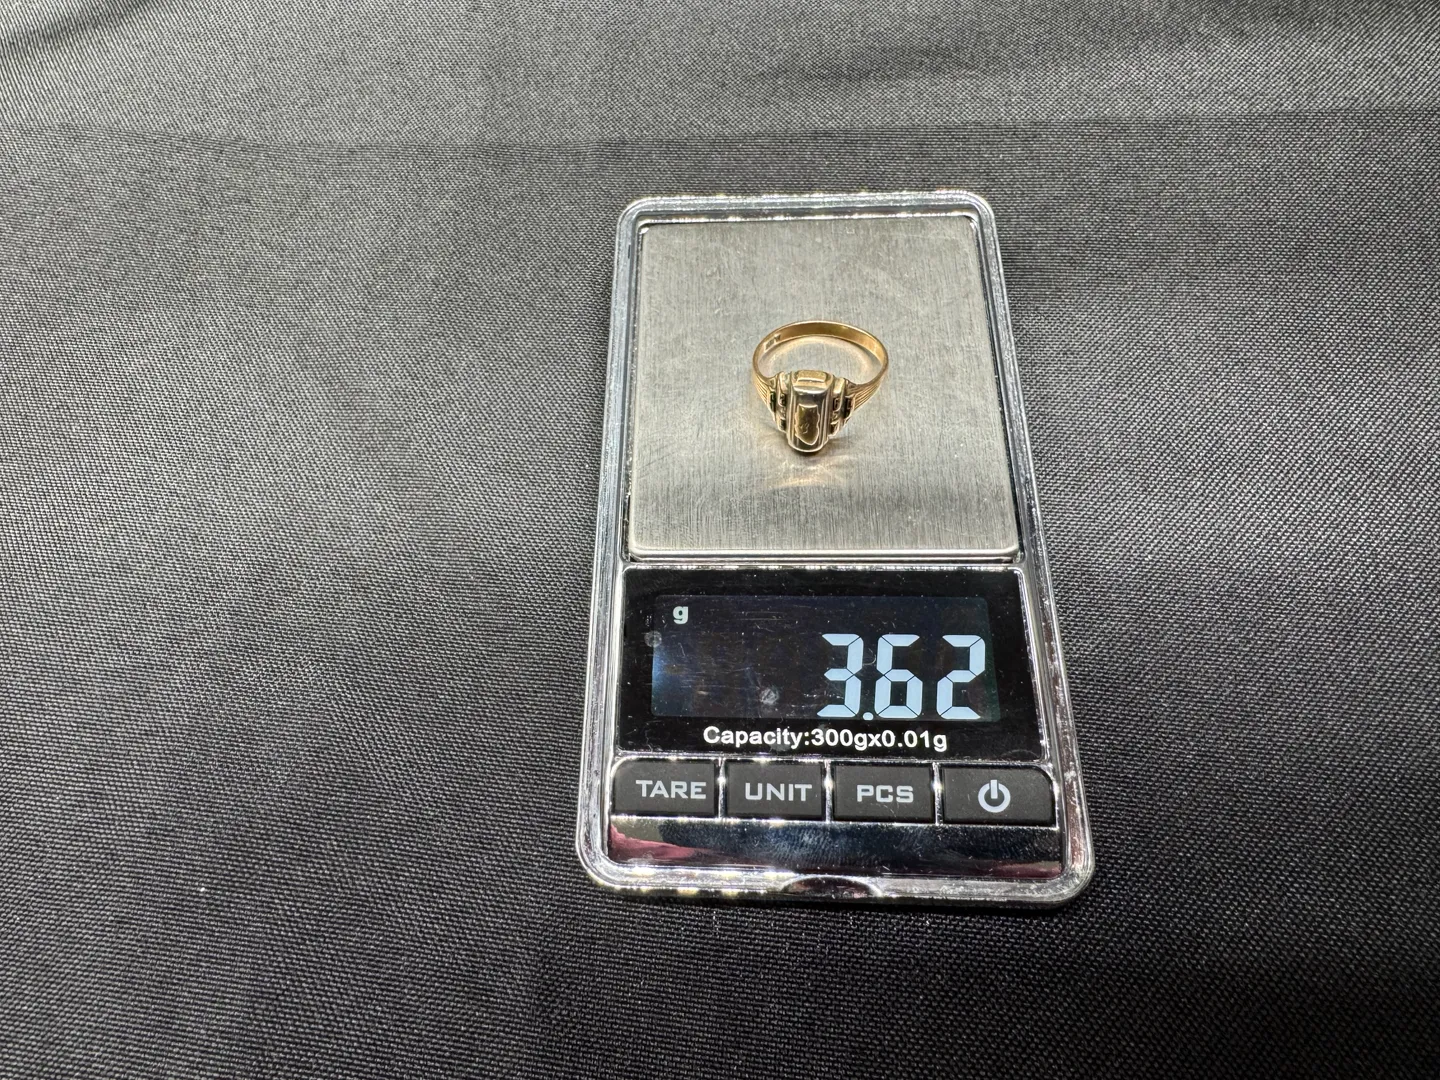 g
3.62
Capacity:300gx0.01g
TARE UNIT PCS